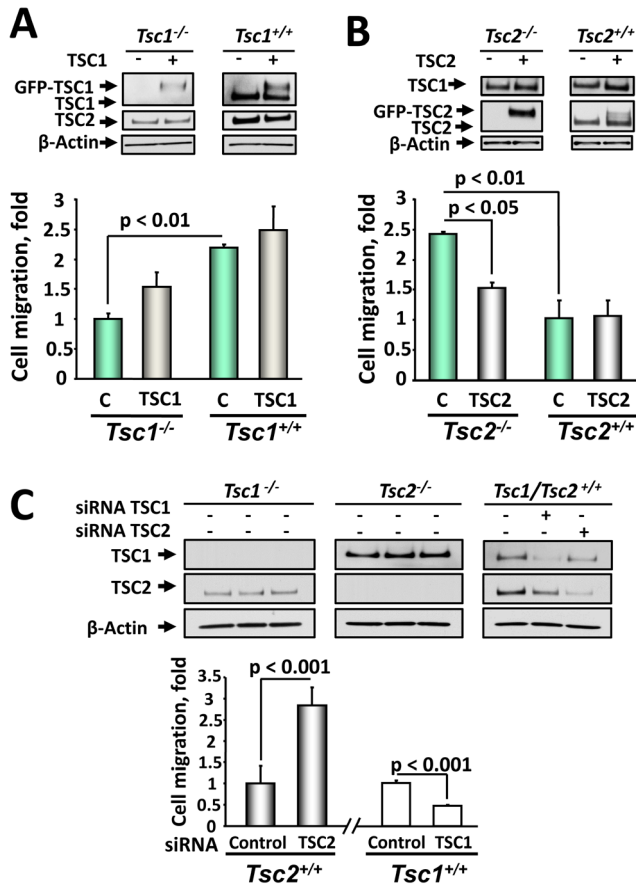 A
Tsc1-/- Tsc1+/+
TSC1 - + - +
GFP-TSC1
TSC1
TSC2
β-Actin
Cell migration, fold
3
2.5
2
1.5
1
0.5
0
p < 0.01
C TSC1 C TSC1
Tsc1-/- Tsc1+/+
B
Tsc2-/- Tsc2+/+
TSC2 - + - +
TSC1
GFP-TSC2
TSC2
β-Actin
Cell migration, fold
3
2.5
2
1.5
1
0.5
0
p < 0.01
p < 0.05
C TSC2 C TSC2
Tsc2-/- Tsc2+/+
C
Tsc1-/- Tsc2-/- Tsc1/Tsc2+/+
siRNA TSC1 - - - - - - - + -
siRNA TSC2 - - - - - - - - +
TSC1
TSC2
β-Actin
Cell migration, fold
3.5
3
2.5
2
1.5
1
0.5
0
p < 0.001
p < 0.001
siRNA Control TSC2 Control TSC1
Tsc2+/+ Tsc1+/+